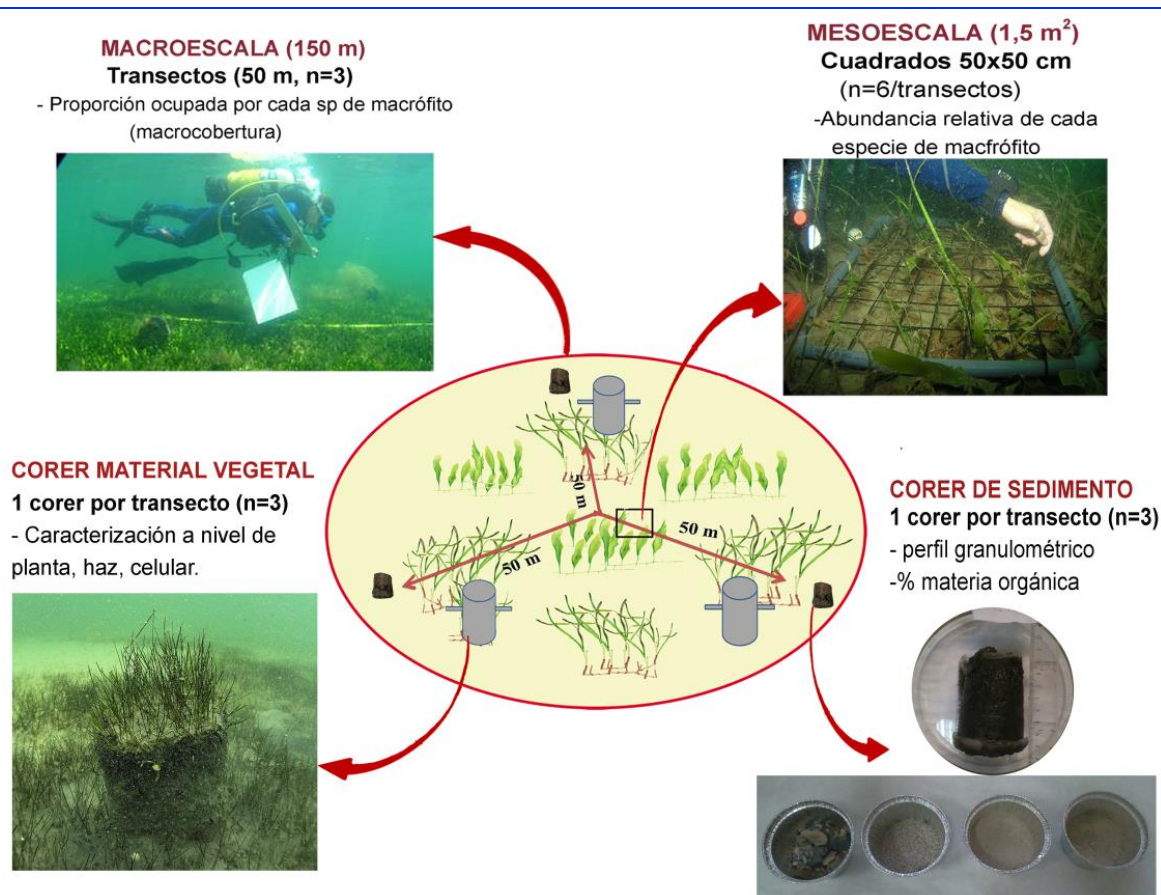 MACROESCALA (150 m)
Transectos (50 m, n=3)
- Proporción ocupada por cada sp de macrófito
(macrocobertura)
MESOESCALA (1,5 m²)
Cuadrados 50x50 cm
(n=6/transectos)
-Abundancia relativa de cada
especie de macfrófito
CORER MATERIAL VEGETAL
1 corer por transecto (n=3)
- Caracterización a nivel de
planta, haz, celular.
50 m
50 m
50 m
CORER DE SEDIMENTO
1 corer por transecto (n=3)
- perfil granulométrico
-% materia orgánica